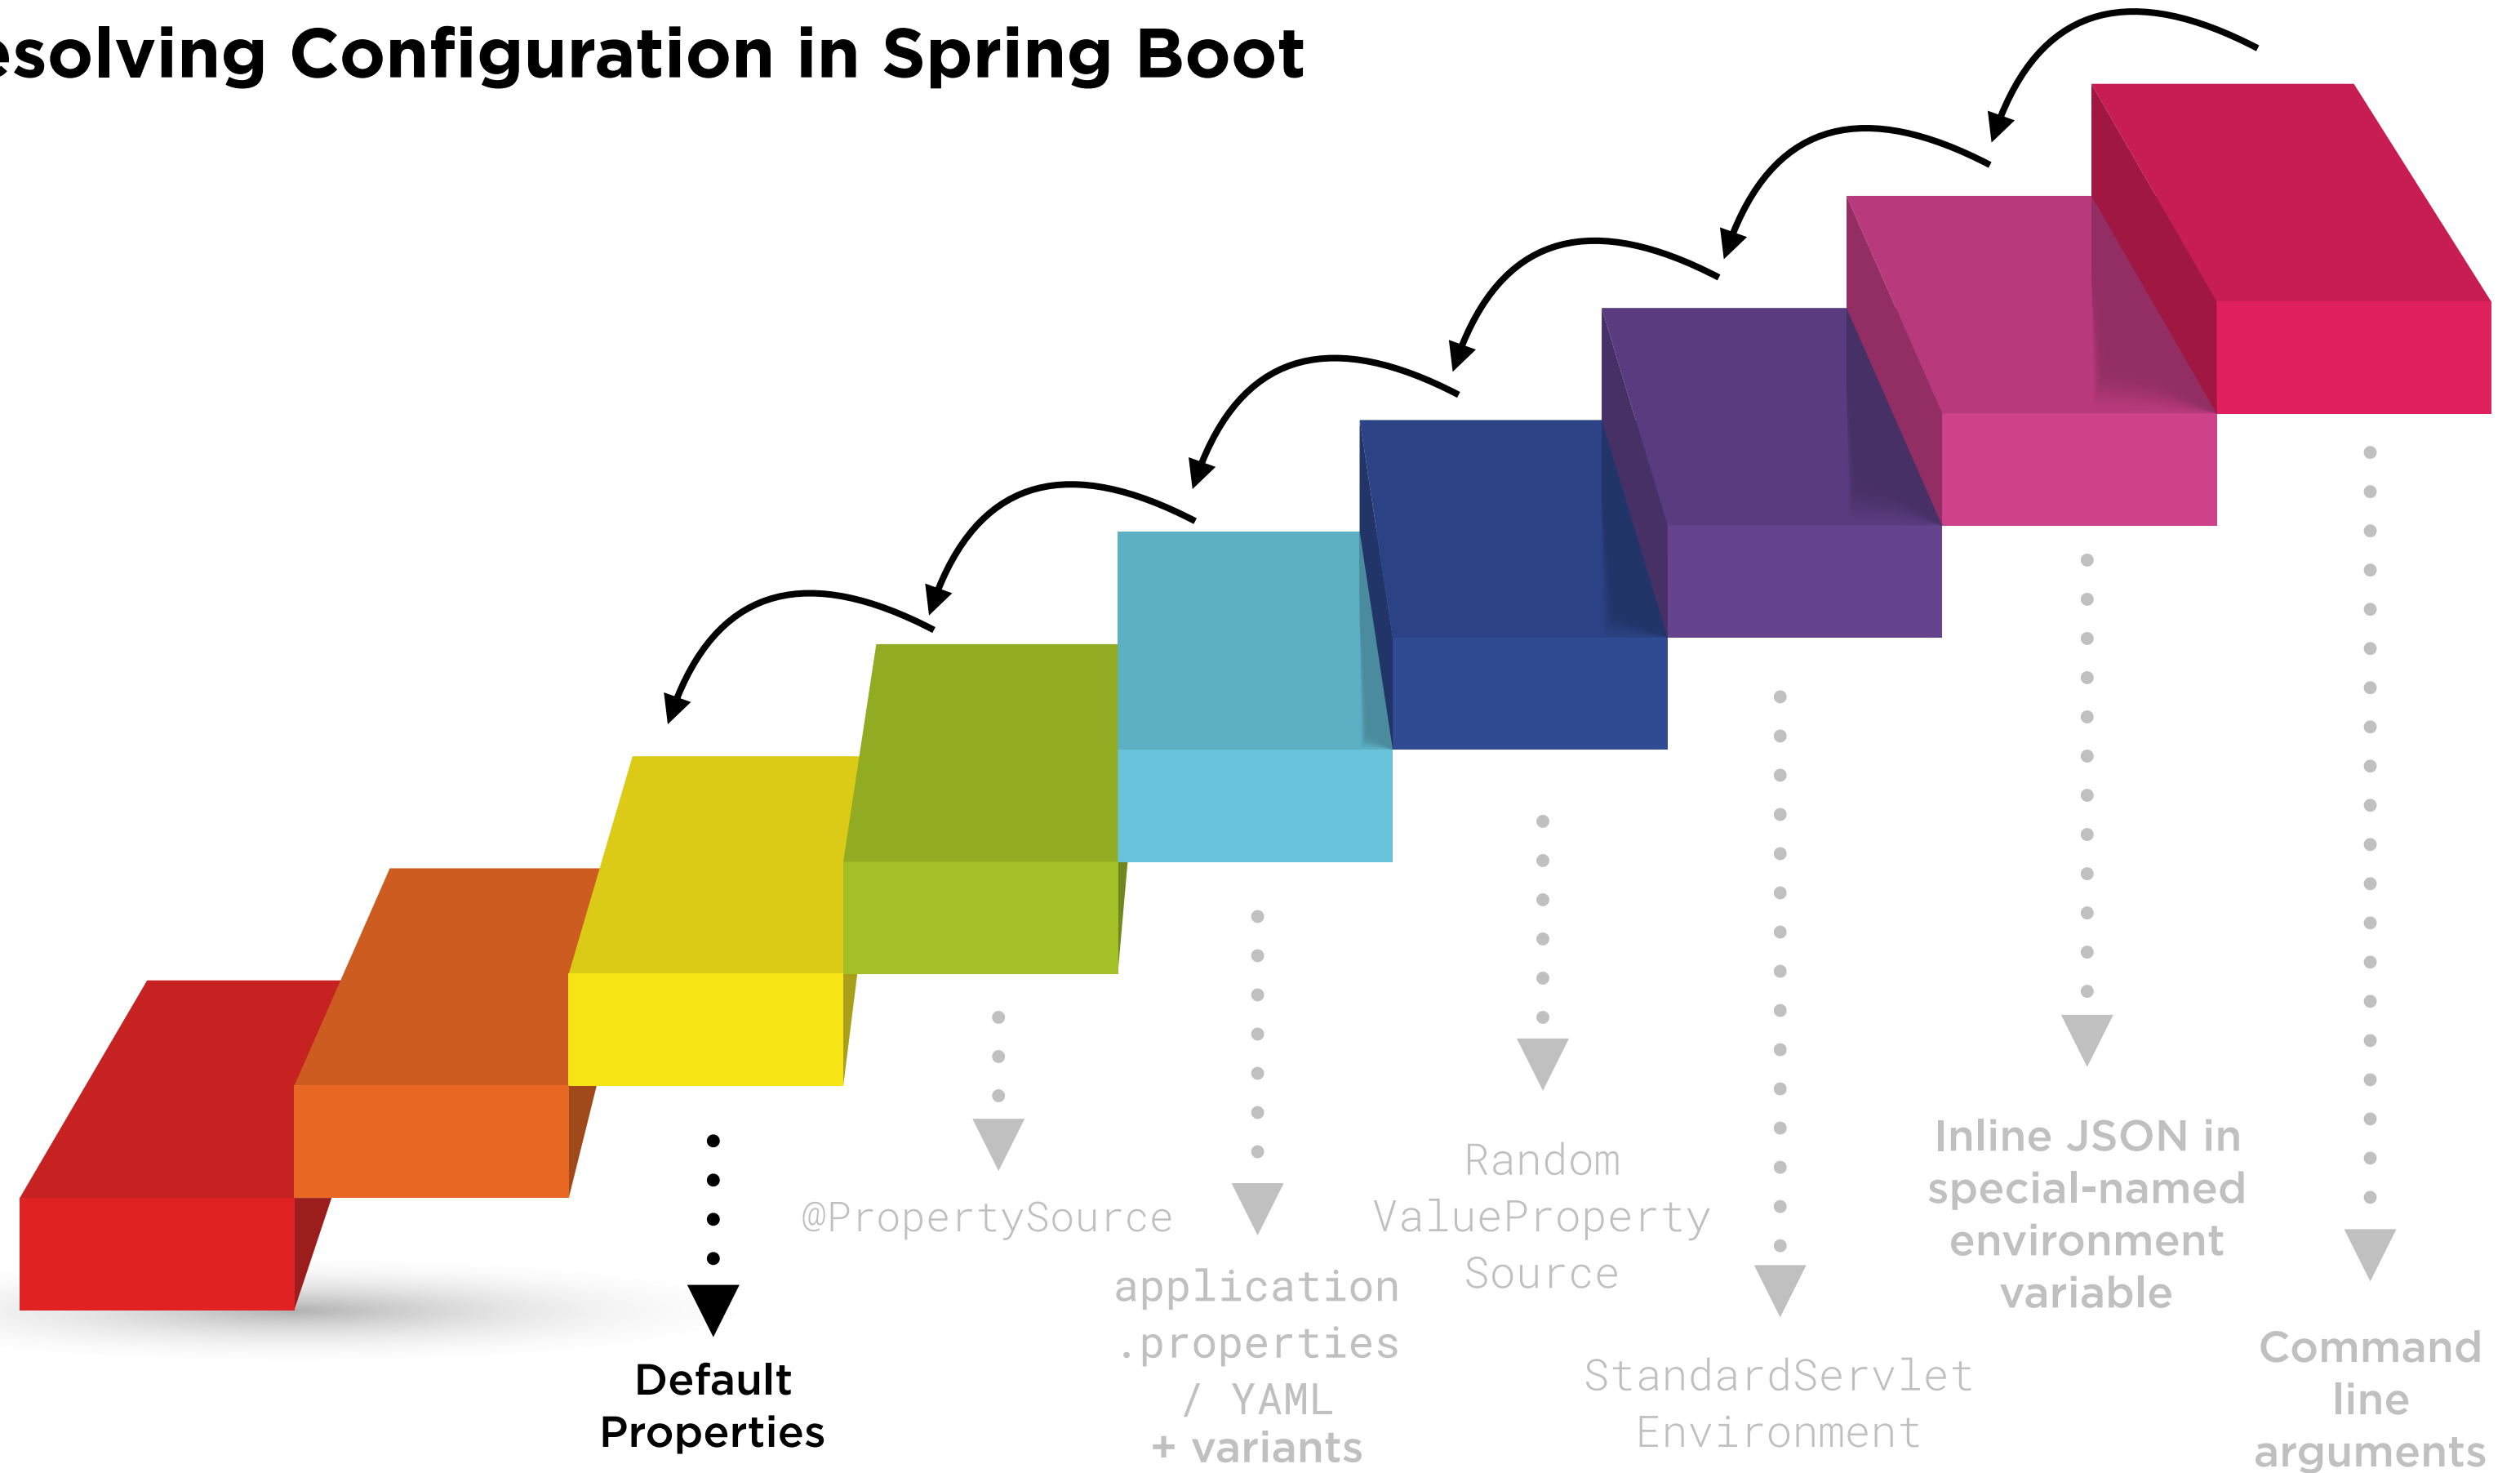 esolving Configuration in Spring Boot
Default
Properties
@PropertySource
application
.properties
/ YAML
+ variants
Random
ValueProperty
Source
StandardServlet
Environment
Inline JSON in
special-named
environment
variable
Command
line
arguments